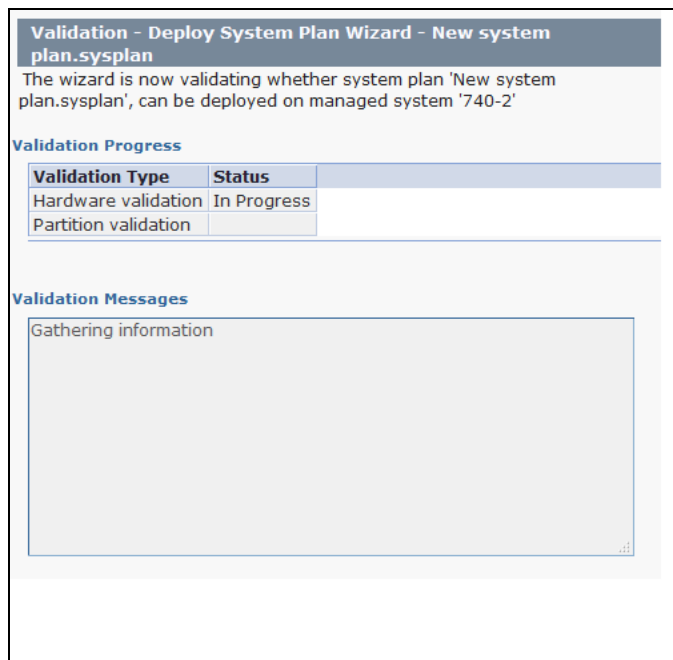 Validation - Deploy System Plan Wizard - New system
plan.sysplan
The wizard is now validating whether system plan 'New system
plan.sysplan', can be deployed on managed system '740-2'
Validation Progress
Validation Type Status
Hardware validation In Progress
Partition validation
Validation Messages
Gathering information